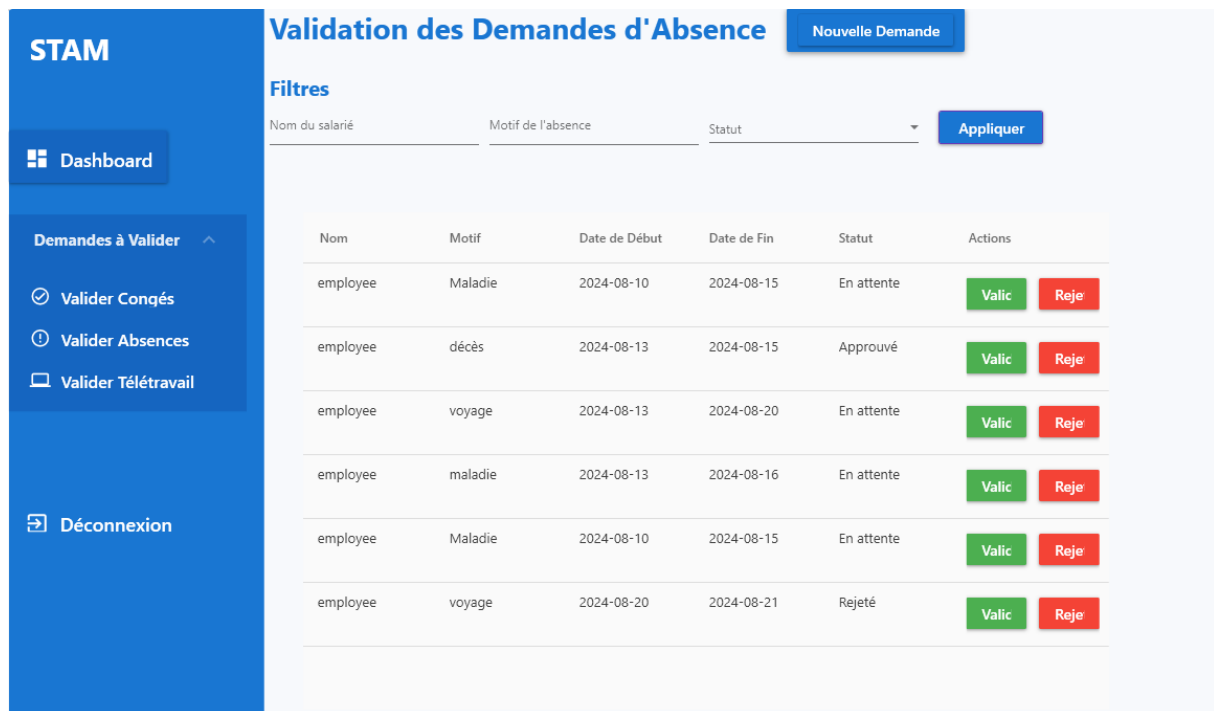 STAM
Dashboard
Demandes à Valider
Valider Congés
Valider Absences
Valider Télétravail
Déconnexion
Validation des Demandes d'Absence Nouvelle Demande
Filtres
Nom du salarié Motif de l'absence Statut Appliquer
Nom Motif Date de Début Date de Fin Statut Actions
employee Maladie 2024-08-10 2024-08-15 En attente Valic Reje
employee décès 2024-08-13 2024-08-15 Approuvé Valic Reje
employee voyage 2024-08-13 2024-08-20 En attente Valic Reje
employee maladie 2024-08-13 2024-08-16 En attente Valic Reje
employee Maladie 2024-08-10 2024-08-15 En attente Valic Reje
employee voyage 2024-08-20 2024-08-21 Rejeté Valic Reje